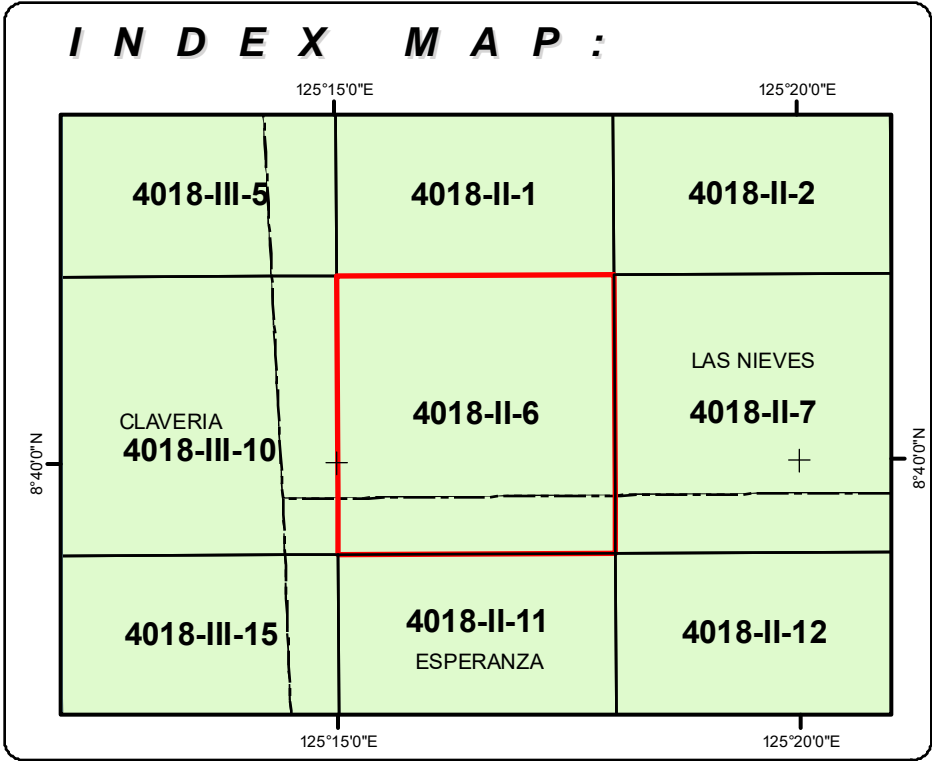 INDEX MAP:
125°15'0"E 125°20'0"E
4018-III-5 4018-II-1 4018-II-2
LAS NIEVES
4018-II-6 4018-II-7
CLAVERIA
4018-III-10
8°40'0"N 8°40'0"N
4018-III-15 4018-II-11 4018-II-12
ESPERANZA
125°15'0"E 125°20'0"E